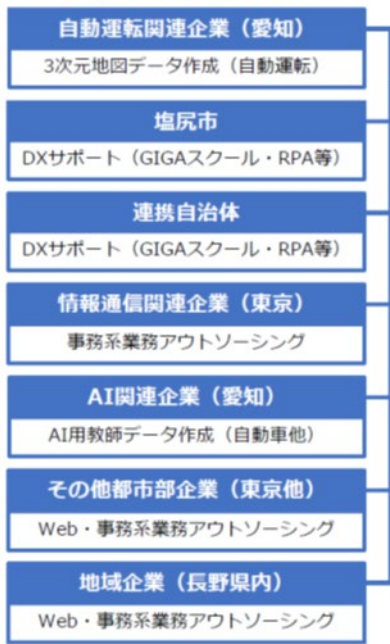 自動運転関連企業（愛知）
3次元地図データ作成（自動運転）
塩尻市
DXサポート（GIGAスクール・RPA等）
連携自治体
DXサポート（GIGAスクール・RPA等）
情報通信関連企業（東京）
事務系業務アウトソーシング
AI関連企業（愛知）
AI用教師データ作成（自動車他）
その他都市部企業（東京他）
Web・事務系業務アウトソーシング
地域企業（長野県内）
Web・事務系業務アウトソーシング